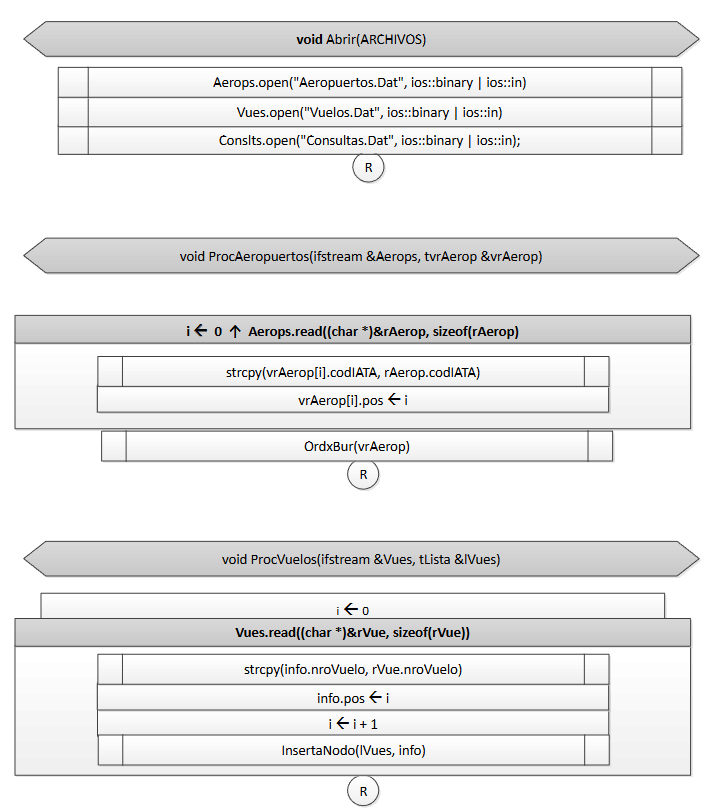 void Abrir(ARCHIVOS)
Aerops.open("Aeropuertos.Dat", ios::binary | ios::in)
Vues.open("Vuelos.Dat", ios::binary | ios::in)
Conslts.open("Consultas.Dat", ios::binary | ios::in);
R
void ProcAeropuertos(ifstream &Aerops, tvrAerop &vrAerop)
i ← 0 ↑ Aerops.read((char *)&rAerop, sizeof(rAerop)
strcpy(vrAerop[i].codIATA, rAerop.codIATA)
vrAerop[i].pos ← i
OrdxBur(vrAerop)
R
void ProcVuelos(ifstream &Vues, tLista &lVues)
i ← 0
Vues.read((char *)&rVue, sizeof(rVue))
strcpy(info.nroVuelo, rVue.nroVuelo)
info.pos ← i
i ← i + 1
InsertaNodo(lVues, info)
R